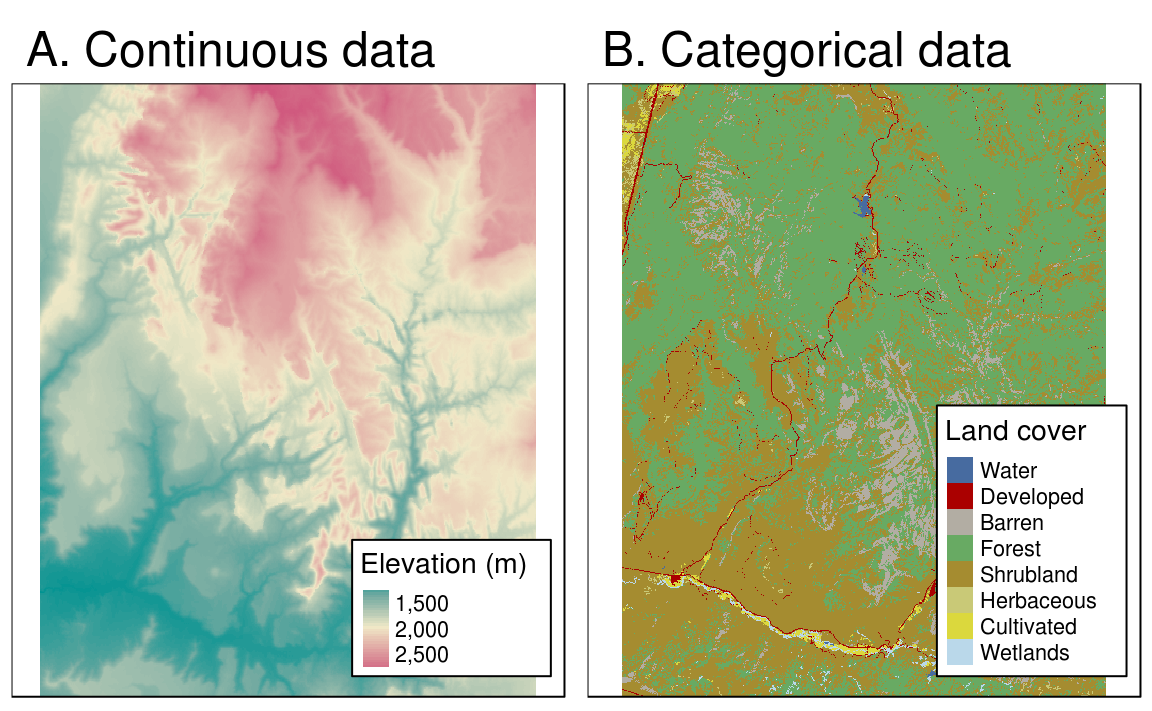 A. Continuous data
B. Categorical data
Elevation (m)
1,500
2,000
2,500
Land cover
Water
Developed
Barren
Forest
Shrubland
Herbaceous
Cultivated
Wetlands